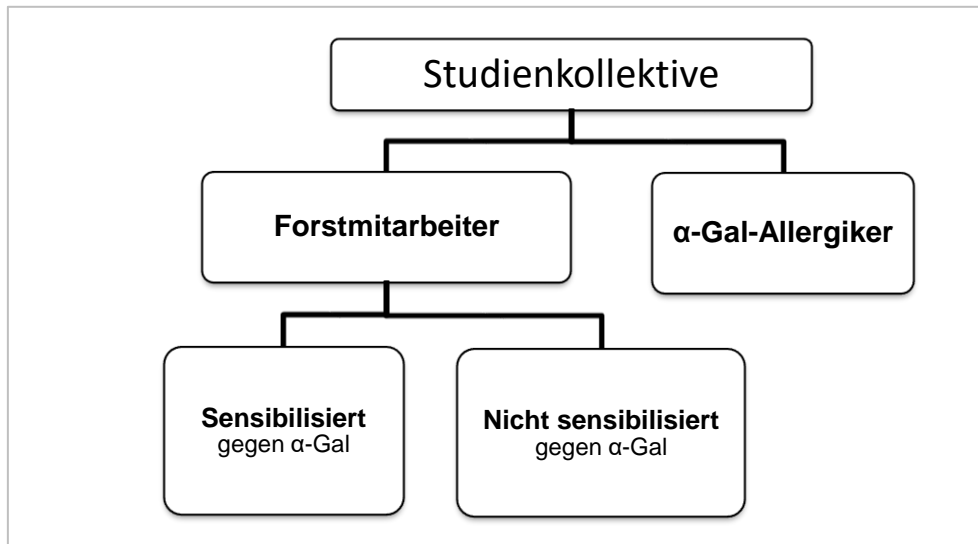 Studienkollektive
Forstmitarbeiter
α-Gal-Allergiker
Sensibilisiert
gegen α-Gal
Nicht sensibilisiert
gegen α-Gal